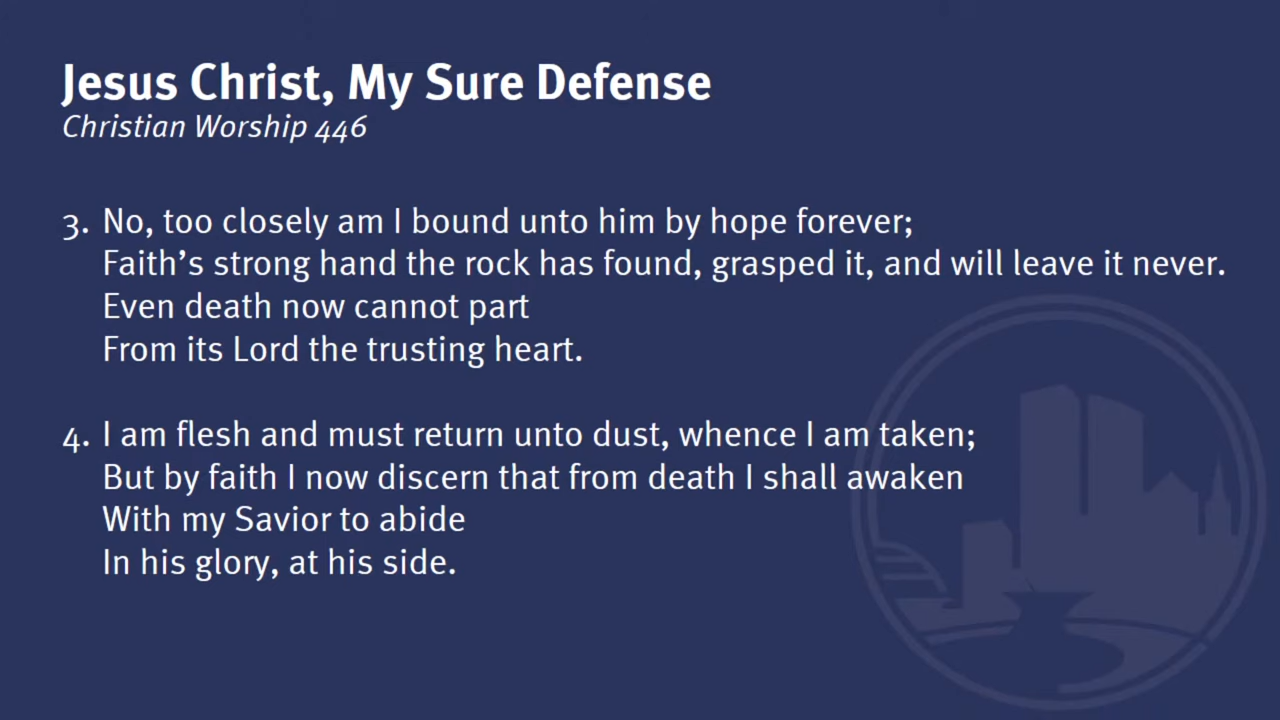 Jesus Christ, My Sure Defense
Christian Worship 446
3. No, too closely am I bound unto him by hope forever;
Faith’s strong hand the rock has found, grasped it, and will leave it never.
Even death now cannot part
From its Lord the trusting heart.
4. I am flesh and must return unto dust, whence I am taken;
But by faith I now discern that from death I shall awaken
With my Savior to abide
In his glory, at his side.